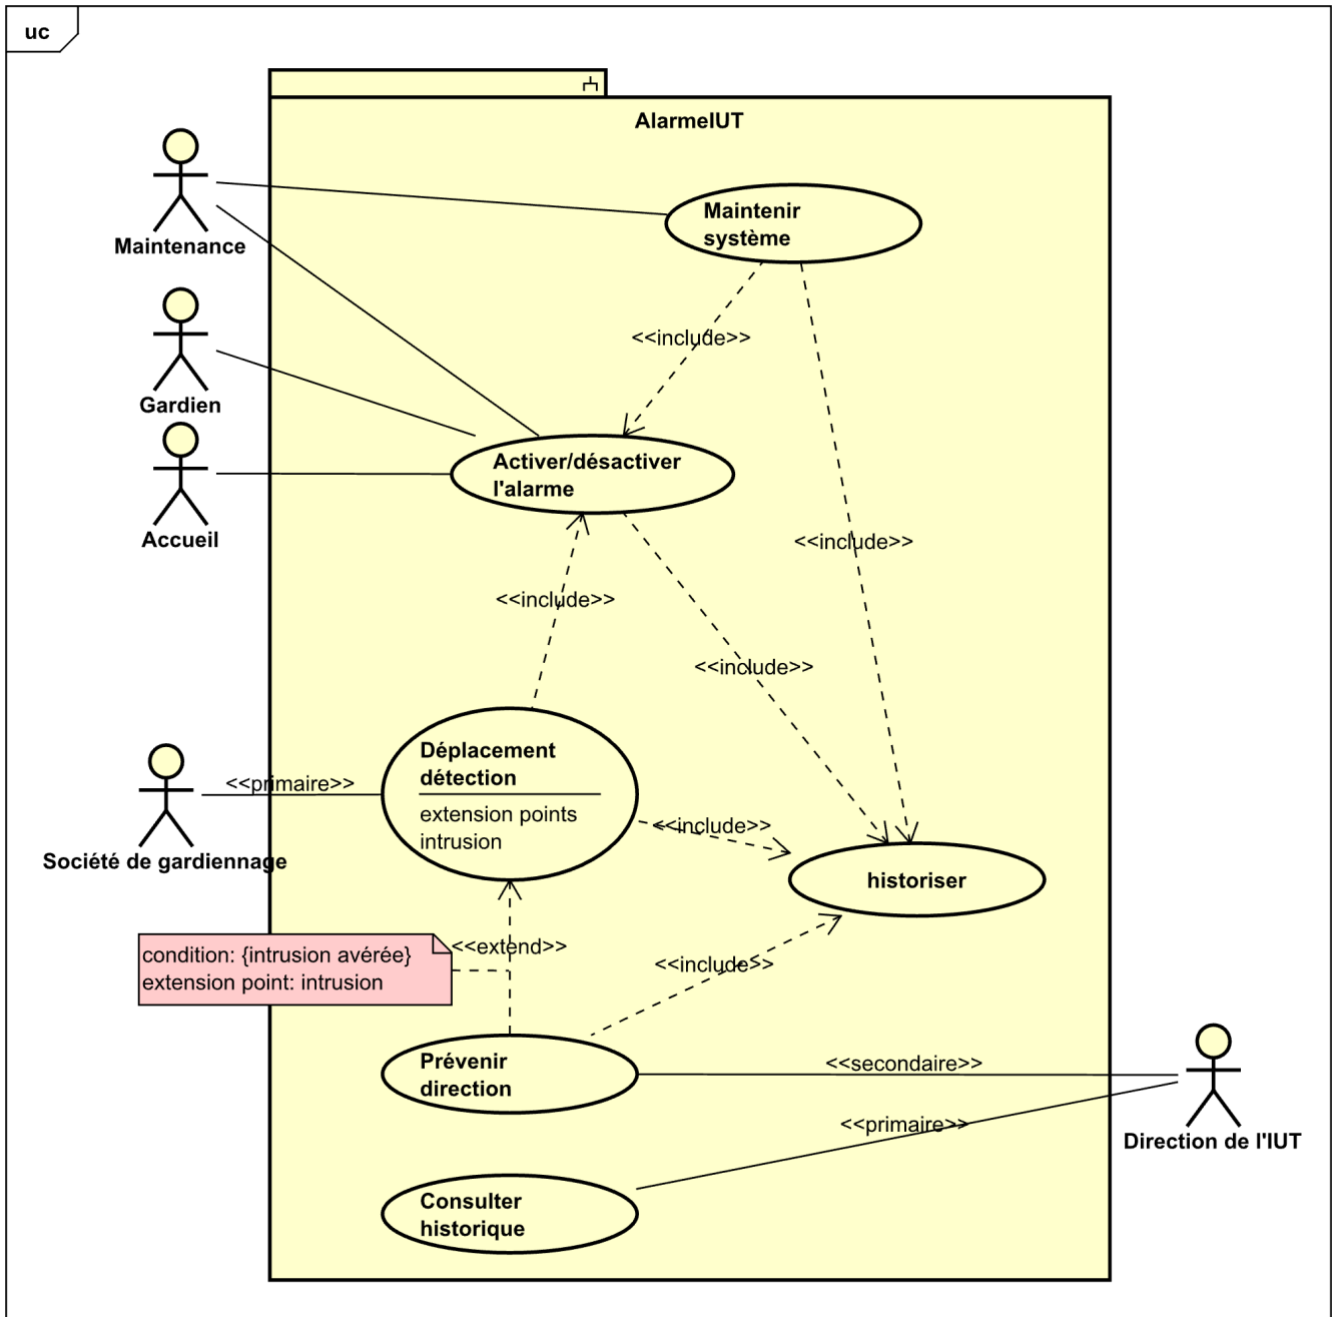 uc
AlarmeIUT
Maintenir
système
Maintenance
<<include>>
Gardien
Activer/désactiver
l'alarme
Accueil
<<include>>
<<include>>
<<include>>
Déplacement
détection
<<primaire>>
extension points
intrusion
<<include>>
Société de gardiennage
historiser
<<extend>>
condition: {intrusion avérée}
extension point: intrusion
<<include>>
Prévenir
direction
<<secondaire>>
<<primaire>>
Direction de l'IUT
Consulter
historique